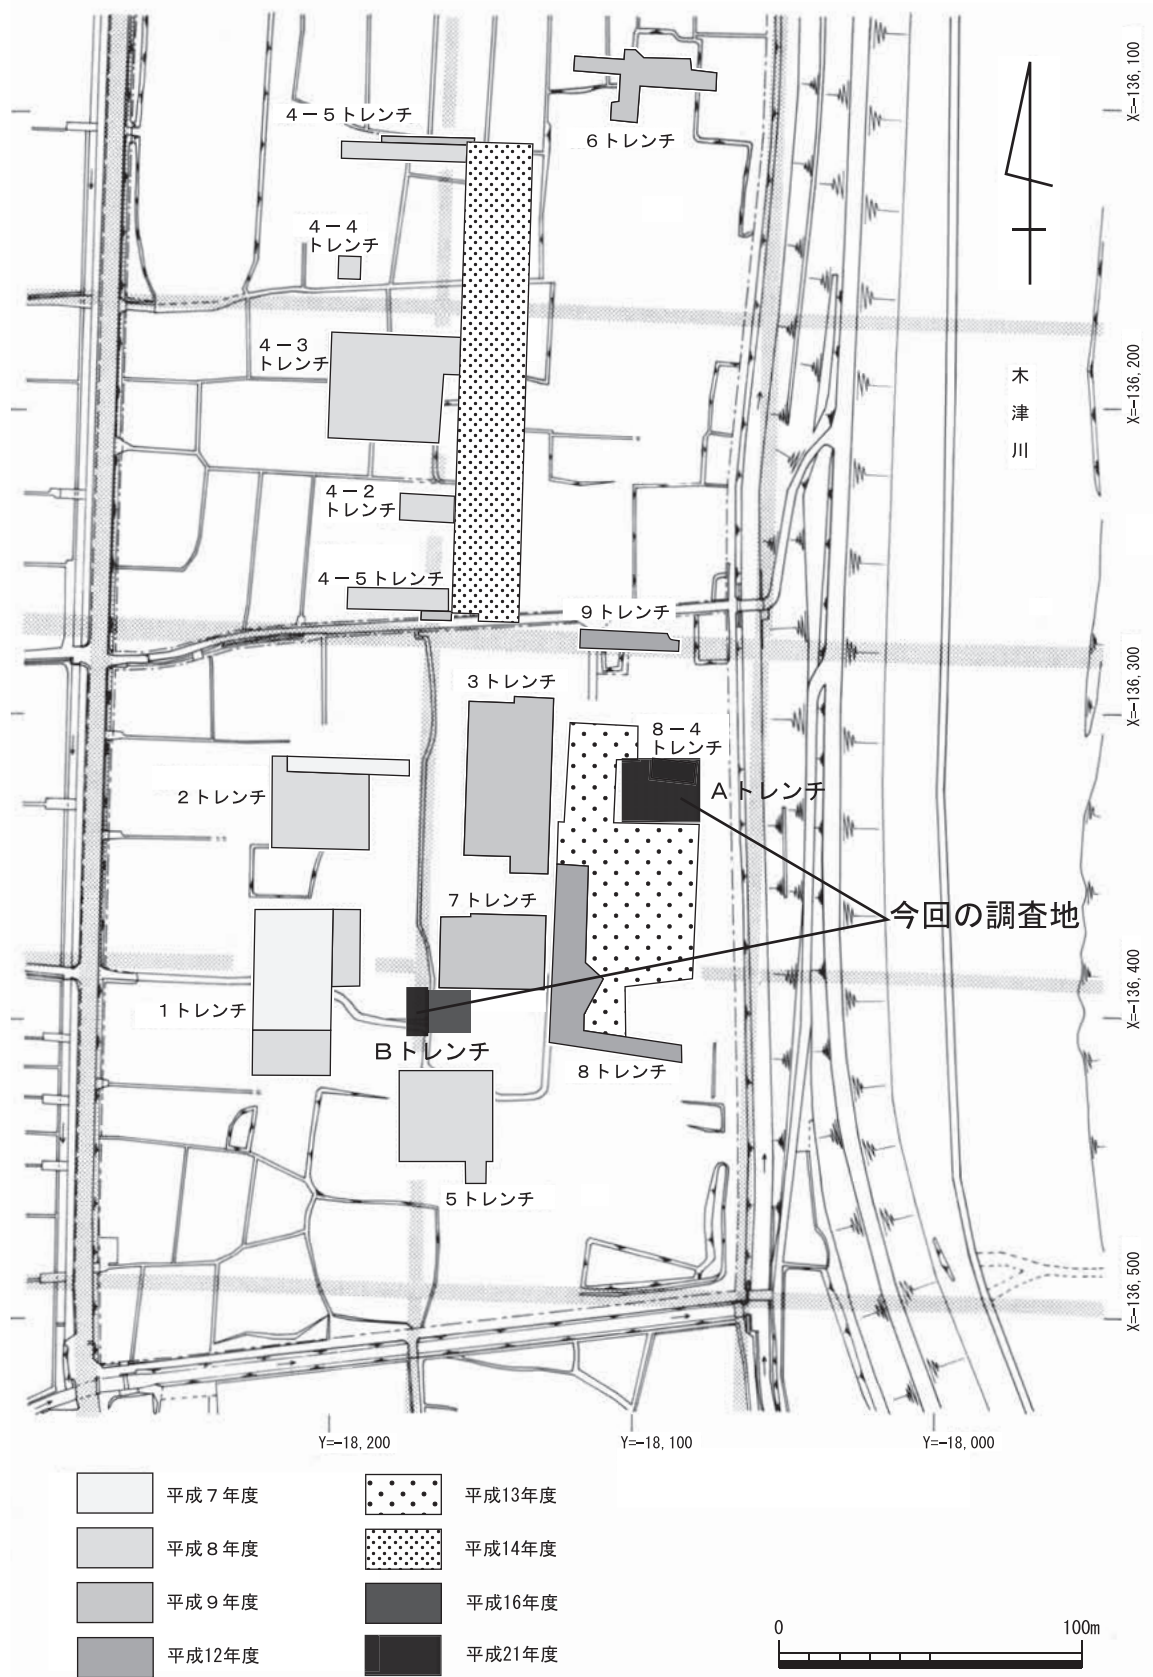 X=-136,100
4－5トレンチ
6トレンチ
4－4
トレンチ
4－3
トレンチ
X=-136,200
木
津
川
4－2
トレンチ
4－5トレンチ
9トレンチ
X=-136,300
3トレンチ
8－4
トレンチ
2トレンチ
Aトレンチ
7トレンチ
今回の調査地
X=-136,400
1トレンチ
Bトレンチ
8トレンチ
5トレンチ
X=-136,500
Y=-18,200
Y=-18,100
Y=-18,000
平成7年度
平成8年度
平成9年度
平成12年度
平成13年度
平成14年度
平成16年度
平成21年度
0
100m